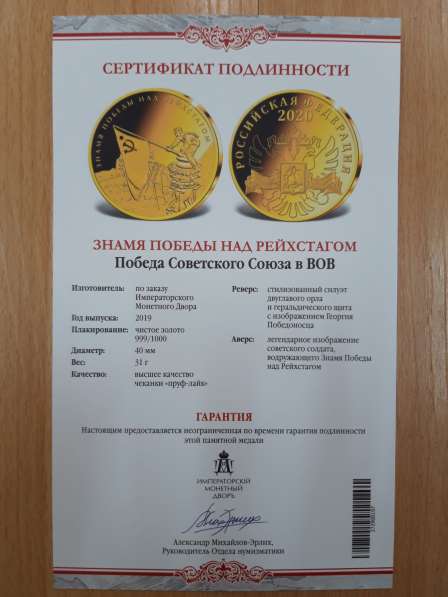 СЕРТИФИКАТ ПОДЛИННОСТИ
ЗНАМЯ ПОБЕДЫ НАД РЕЙХСТАГОМ
РОССИЙСКАЯ ФЕДЕРАЦИЯ
2020
ЗНАМЯ ПОБЕДЫ НАД РЕЙХСТАГОМ
Победа Советского Союза в ВОВ
Изготовитель: по заказу
Императорского
Монетного Двора
Год выпуска: 2019
Плакирование: чистое золото
999/1000
Диаметр: 40 мм
Вес: 31 г
Качество: высшее качество
чеканки «пруф-лайк»
Реверс: стилизованный силуэт
двуглавого орла
и геральдического щита
с изображением Георгия
Победоносца
Аверс: легендарное изображение
советского солдата,
водружающего Знамя Победы
над Рейхстагом
ГАРАНТИЯ
Настоящим предоставляется неограниченная по времени гарантия подлинности
этой памятной медали
ИМПЕРАТОРСКІЙ
МОНЕТНЫЙ
ДВОРЪ
Александр Михайлов-Эрлих,
Руководитель Отдела нумизматики